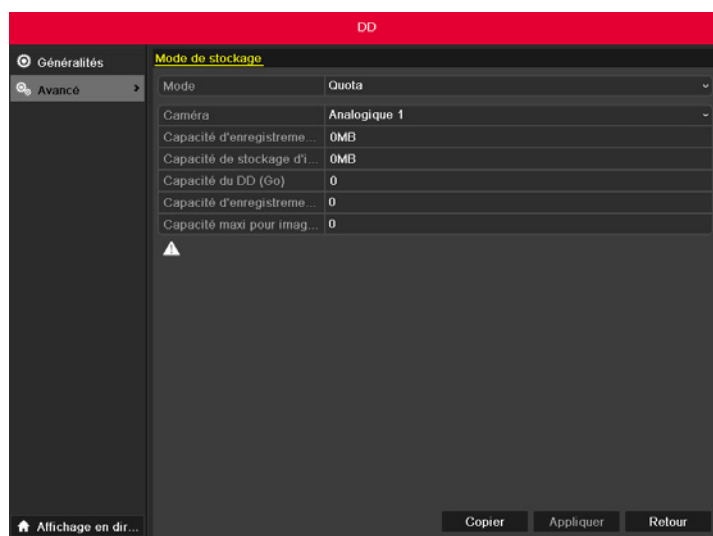 DD
Généralités
Avancé
Mode de stockage
Mode Quota
Caméra Analogique 1
Capacité d'enregistreme... 0MB
Capacité de stockage d'i... 0MB
Capacité du DD (Go) 0
Capacité d'enregistreme... 0
Capacité maxi pour imag... 0
Affichage en dir...
Copier Appliquer Retour